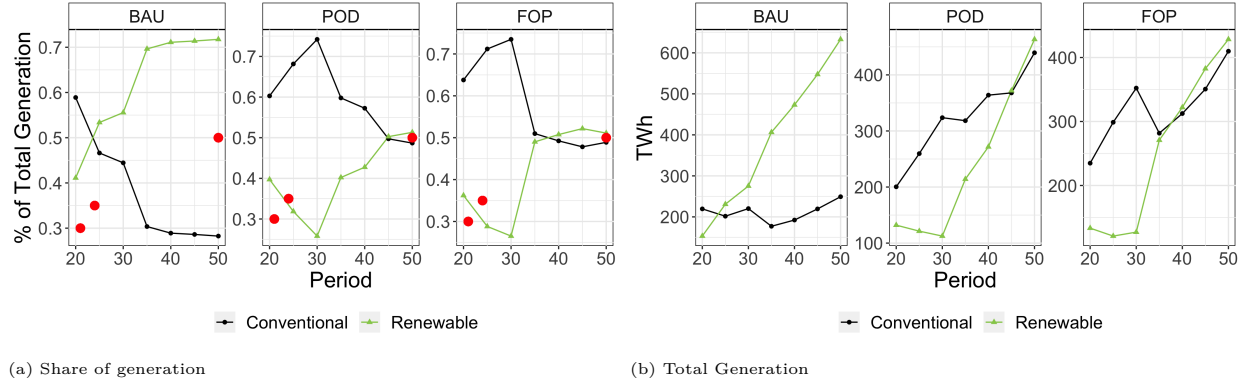 BAU POD FOP
% of Total Generation
0.7
0.6
0.5
0.4
0.3
0.7
0.6
0.5
0.4
0.3
0.7
0.6
0.5
0.4
0.3
20 30 40 50 20 30 40 50 20 30 40 50
Period
Conventional Renewable
(a) Share of generation
BAU POD FOP
TWh
600
500
400
300
200
400
300
200
100
400
300
200
20 30 40 50 20 30 40 50 20 30 40 50
Period
Conventional Renewable
(b) Total Generation